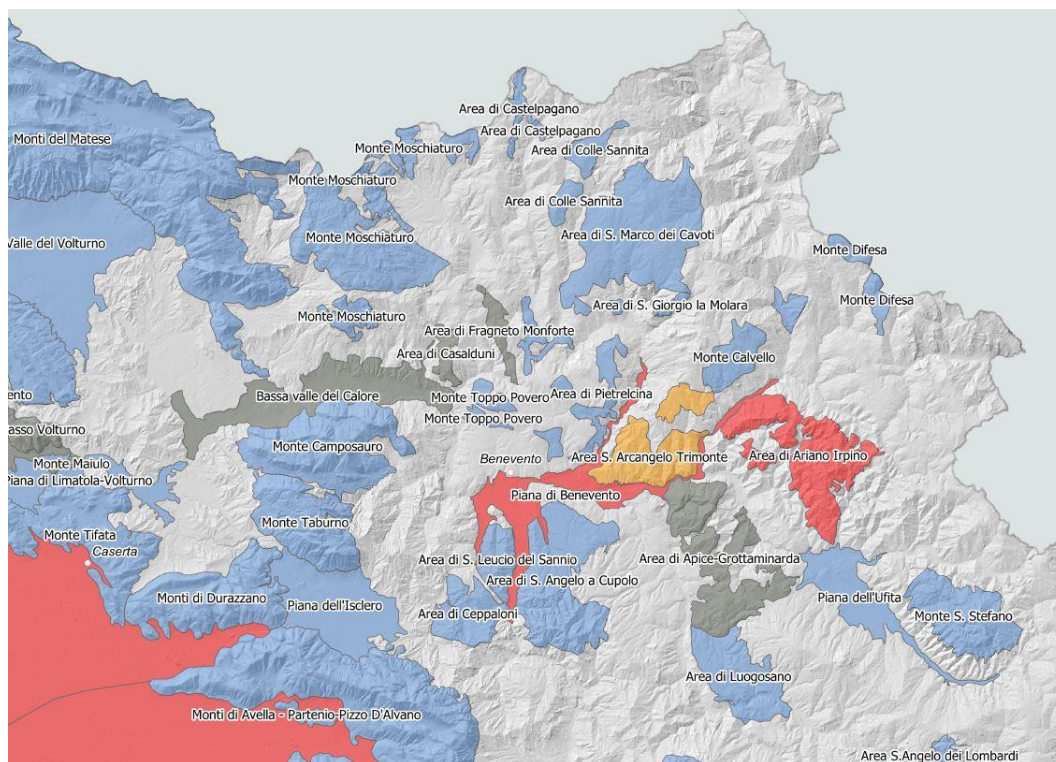 Area di Castelpagano
Area di Castelpagano
Monti del Matese
Monte Moschiaturo
Area di Colle Sannita
Monte Moschiaturo
Area di Colle Sannita
Monte Moschiaturo
Area di S. Marco dei Cavoti
Valle del Volturno
Monte Difesa
Monte Difesa
Area di S. Giorgio la Molara
Monte Moschiaturo
Area di Fragneto Monforte
Area di Casalduni
Monte Calvello
Bassa valle del Calore
Monte Toppo Povero
Area di Pietrelcina
Monte Toppo Povero
asso Volturno
Monte Camposauro
Benevento
Area S. Arcangelo Trimonte
Area di Ariano Irpino
Monte Maiulo
Piana di Limatola-Volturno
Piana di Benevento
Monte Taburno
Monte Tifata
Caserta
Area di S. Leucio del Sannio
Area di Apice-Grottaminarda
Area di S. Angelo a Cupolo
Monti di Durazzano
Piana dell'Isclero
Area di Ceppaloni
Piana dell'Ufita
Monte S. Stefano
Area di Luogosano
Monti di Avella - Partenio-Pizzo D'Alvano
Area S.Angelo dei Lombardi